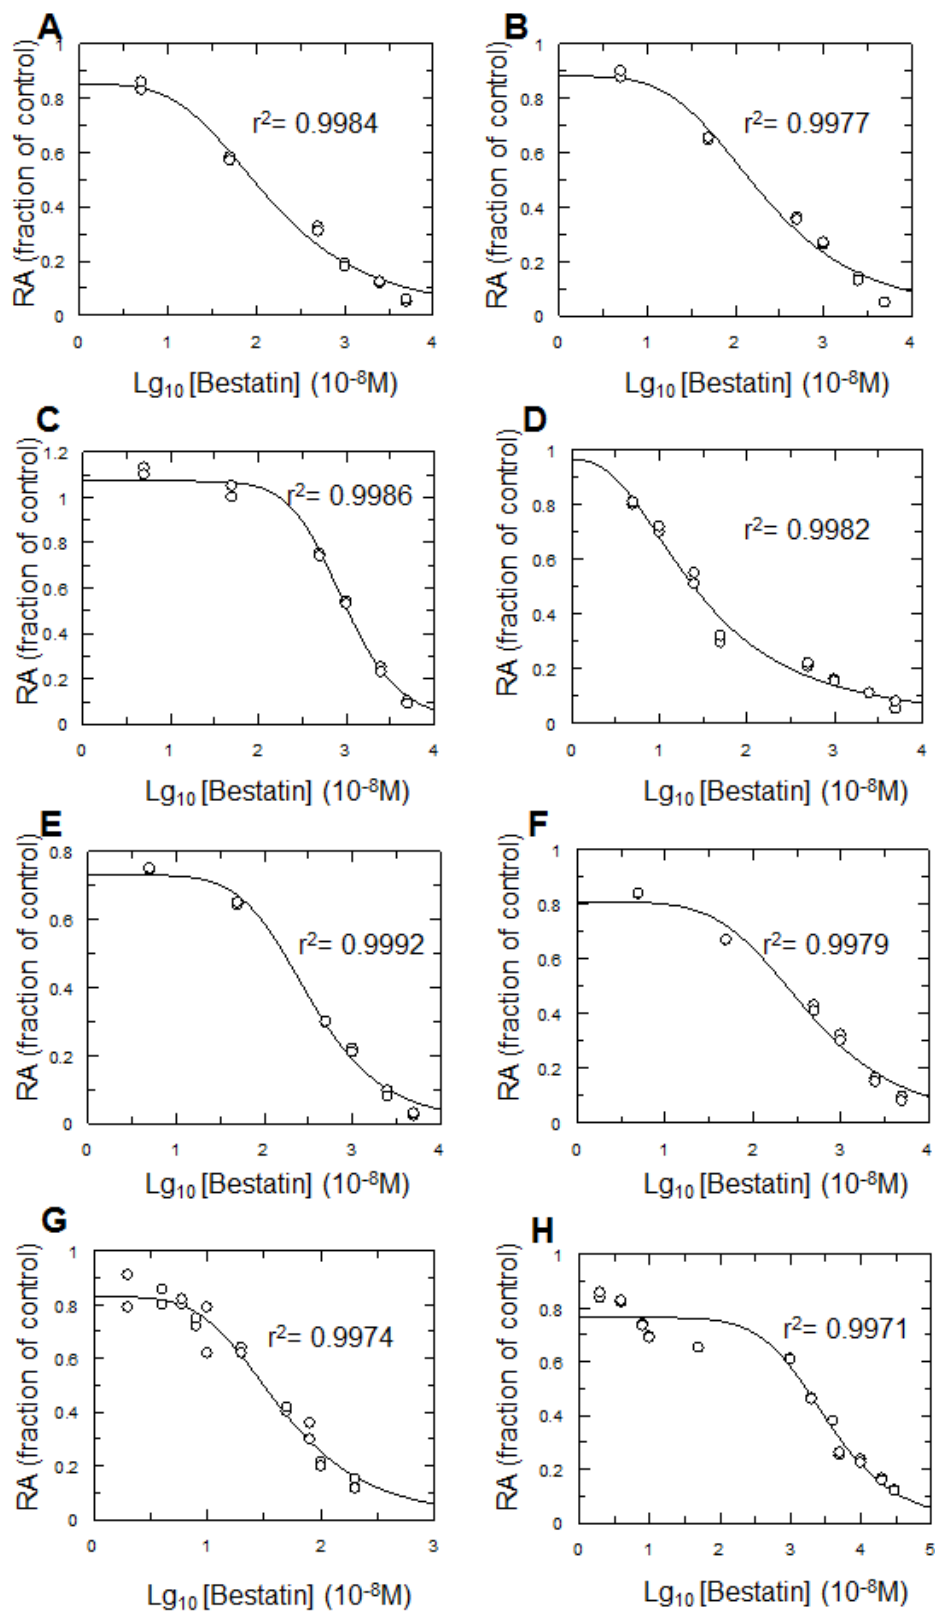 A
RA (fraction of control)
1
0.8
0.6
0.4
0.2
0
r²= 0.9984
0 1 2 3 4
Lg₁₀ [Bestatin] (10⁻⁸M)
B
RA (fraction of control)
1
0.8
0.6
0.4
0.2
0
r²= 0.9977
0 1 2 3 4
Lg₁₀ [Bestatin] (10⁻⁸M)
C
RA (fraction of control)
1.2
1
0.8
0.6
0.4
0.2
0
r²= 0.9986
0 1 2 3 4
Lg₁₀ [Bestatin] (10⁻⁸M)
D
RA (fraction of control)
1
0.8
0.6
0.4
0.2
0
r²= 0.9982
0 1 2 3 4
Lg₁₀ [Bestatin] (10⁻⁸M)
E
RA (fraction of control)
0.8
0.6
0.4
0.2
0
r²= 0.9992
0 1 2 3 4
Lg₁₀ [Bestatin] (10⁻⁸M)
F
RA (fraction of control)
1
0.8
0.6
0.4
0.2
0
r²= 0.9979
0 1 2 3 4
Lg₁₀ [Bestatin] (10⁻⁸M)
G
RA (fraction of control)
1
0.8
0.6
0.4
0.2
0
r²= 0.9974
0 1 2 3
Lg₁₀ [Bestatin] (10⁻⁸M)
H
RA (fraction of control)
1
0.8
0.6
0.4
0.2
0
r²= 0.9971
0 1 2 3 4 5
Lg₁₀ [Bestatin] (10⁻⁸M)